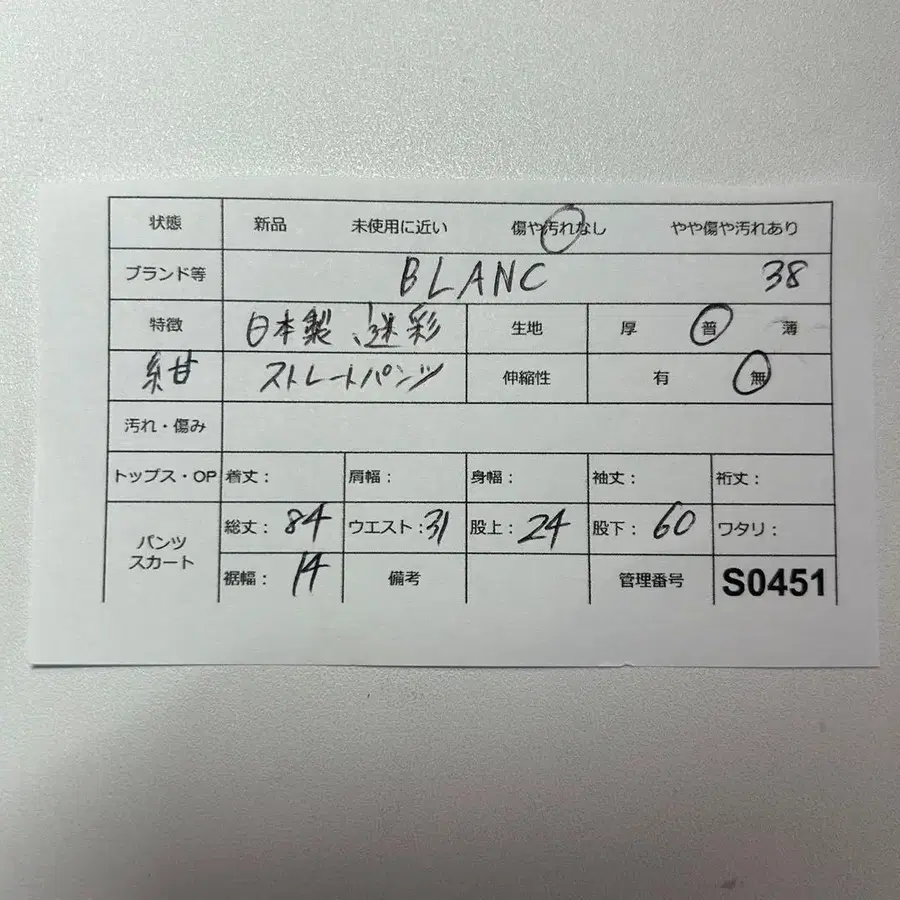 状態 新品 未使用に近い 傷や汚れなし やや傷や汚れあり
ブランド等 BLANC 38
特徴 日本製 迷彩 生地 厚 普 薄
紺 ストレートパンツ 伸縮性 有 無
汚れ・傷み
トップス・OP 着丈： 肩幅： 身幅： 袖丈： 裄丈：
パンツ スカート 総丈：84 ウエスト：31 股上：24 股下：60 ワタリ：
裾幅：14 備考 管理番号 S0451